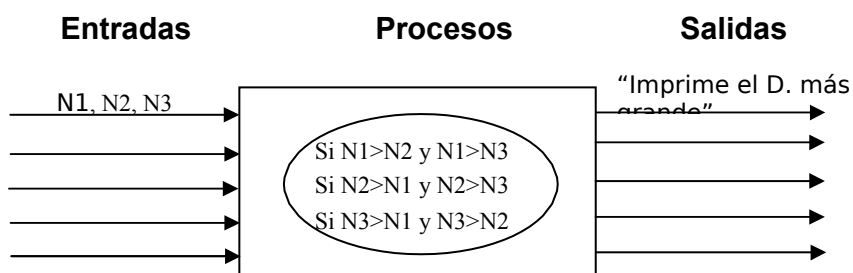 Entradas Procesos Salidas
N1, N2, N3
Si N1>N2 y N1>N3
Si N2>N1 y N2>N3
Si N3>N1 y N3>N2
“Imprime el D. más
grande”